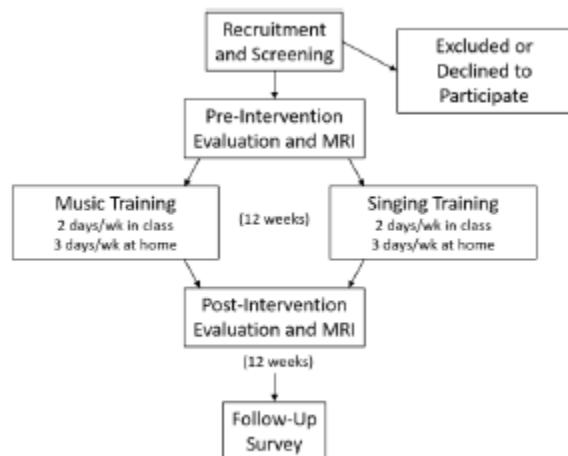 Recruitment
and Screening
Excluded or
Declined to
Participate
Pre-Intervention
Evaluation and MRI
Music Training
2 days/wk in class
3 days/wk at home
(12 weeks)
Singing Training
2 days/wk in class
3 days/wk at home
Post-Intervention
Evaluation and MRI
(12 weeks)
Follow-Up
Survey